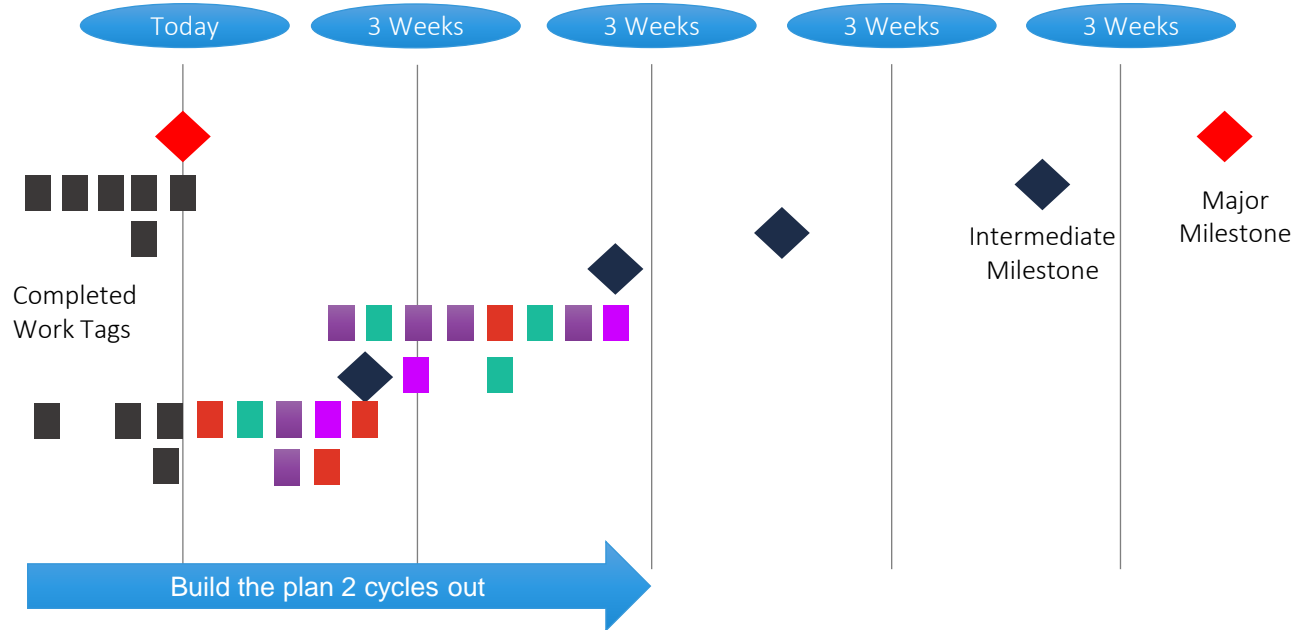 Today
3 Weeks
3 Weeks
3 Weeks
3 Weeks
Major
Milestone
Intermediate
Milestone
Completed
Work Tags
Build the plan 2 cycles out